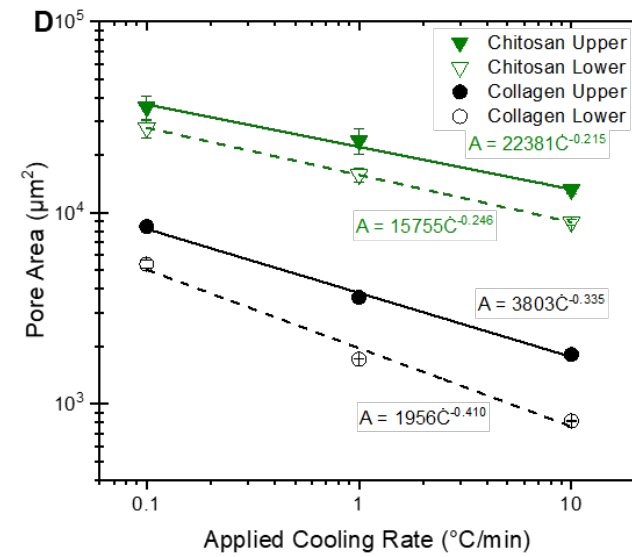 D
10⁵
Chitosan Upper
Chitosan Lower
Collagen Upper
Collagen Lower
A = 22381Ċ⁻⁰·²¹⁵
10⁴
A = 15755Ċ⁻⁰·²⁴⁶
A = 3803Ċ⁻⁰·³³⁵
10³
A = 1956Ċ⁻⁰·⁴¹⁰
Pore Area (µm²)
0.1 1 10
Applied Cooling Rate (°C/min)